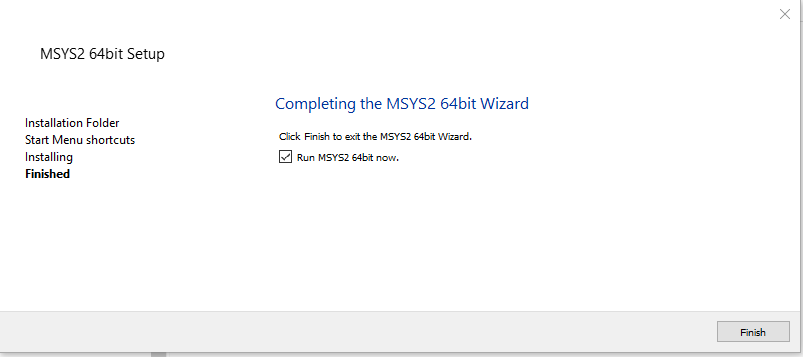 MSYS2 64bit Setup
Installation Folder
Start Menu shortcuts
Installing
Finished
Completing the MSYS2 64bit Wizard
Click Finish to exit the MSYS2 64bit Wizard.
Run MSYS2 64bit now.
Finish